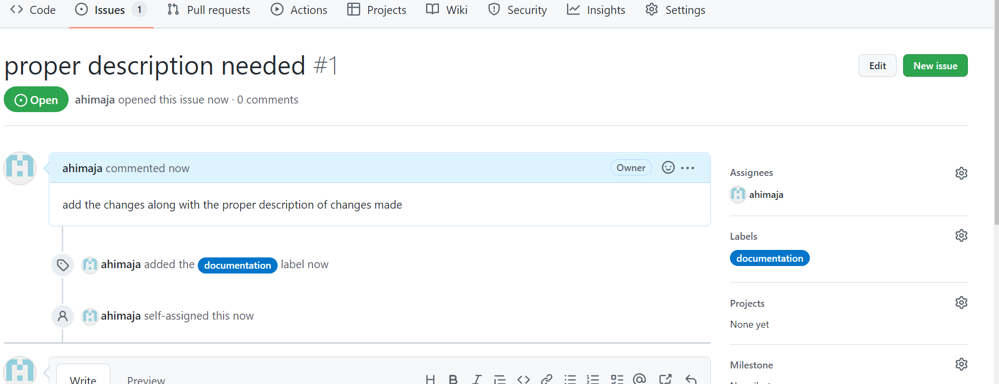 Code Issues 1 Pull requests Actions Projects Wiki Security Insights Settings
proper description needed #1
Edit New issue
Open ahimaja opened this issue now · 0 comments
ahimaja commented now Owner
add the changes along with the proper description of changes made
ahimaja added the documentation label now
ahimaja self-assigned this now
Assignees
ahimaja
Labels
documentation
Projects
None yet
Milestone
Write Preview